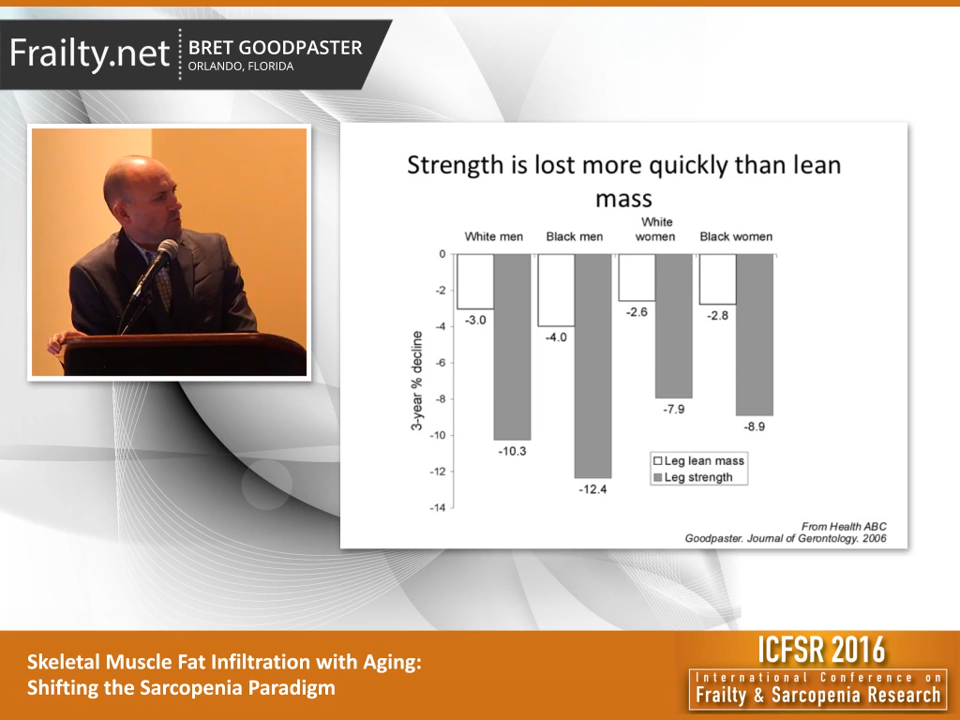 Frailty.net
BRET GOODPASTER
ORLANDO, FLORIDA
Strength is lost more quickly than lean
mass
White men
Black men
White
women
Black women
0
-2
-4
-6
-8
-10
-12
-14
3-year % decline
-3.0
-10.3
-4.0
-12.4
-2.6
-7.9
-2.8
-8.9
Leg lean mass
Leg strength
From Health ABC
Goodpaster. Journal of Gerontology. 2006
Skeletal Muscle Fat Infiltration with Aging:
Shifting the Sarcopenia Paradigm
ICFSR 2016
International Conference on
Frailty & Sarcopenia Research